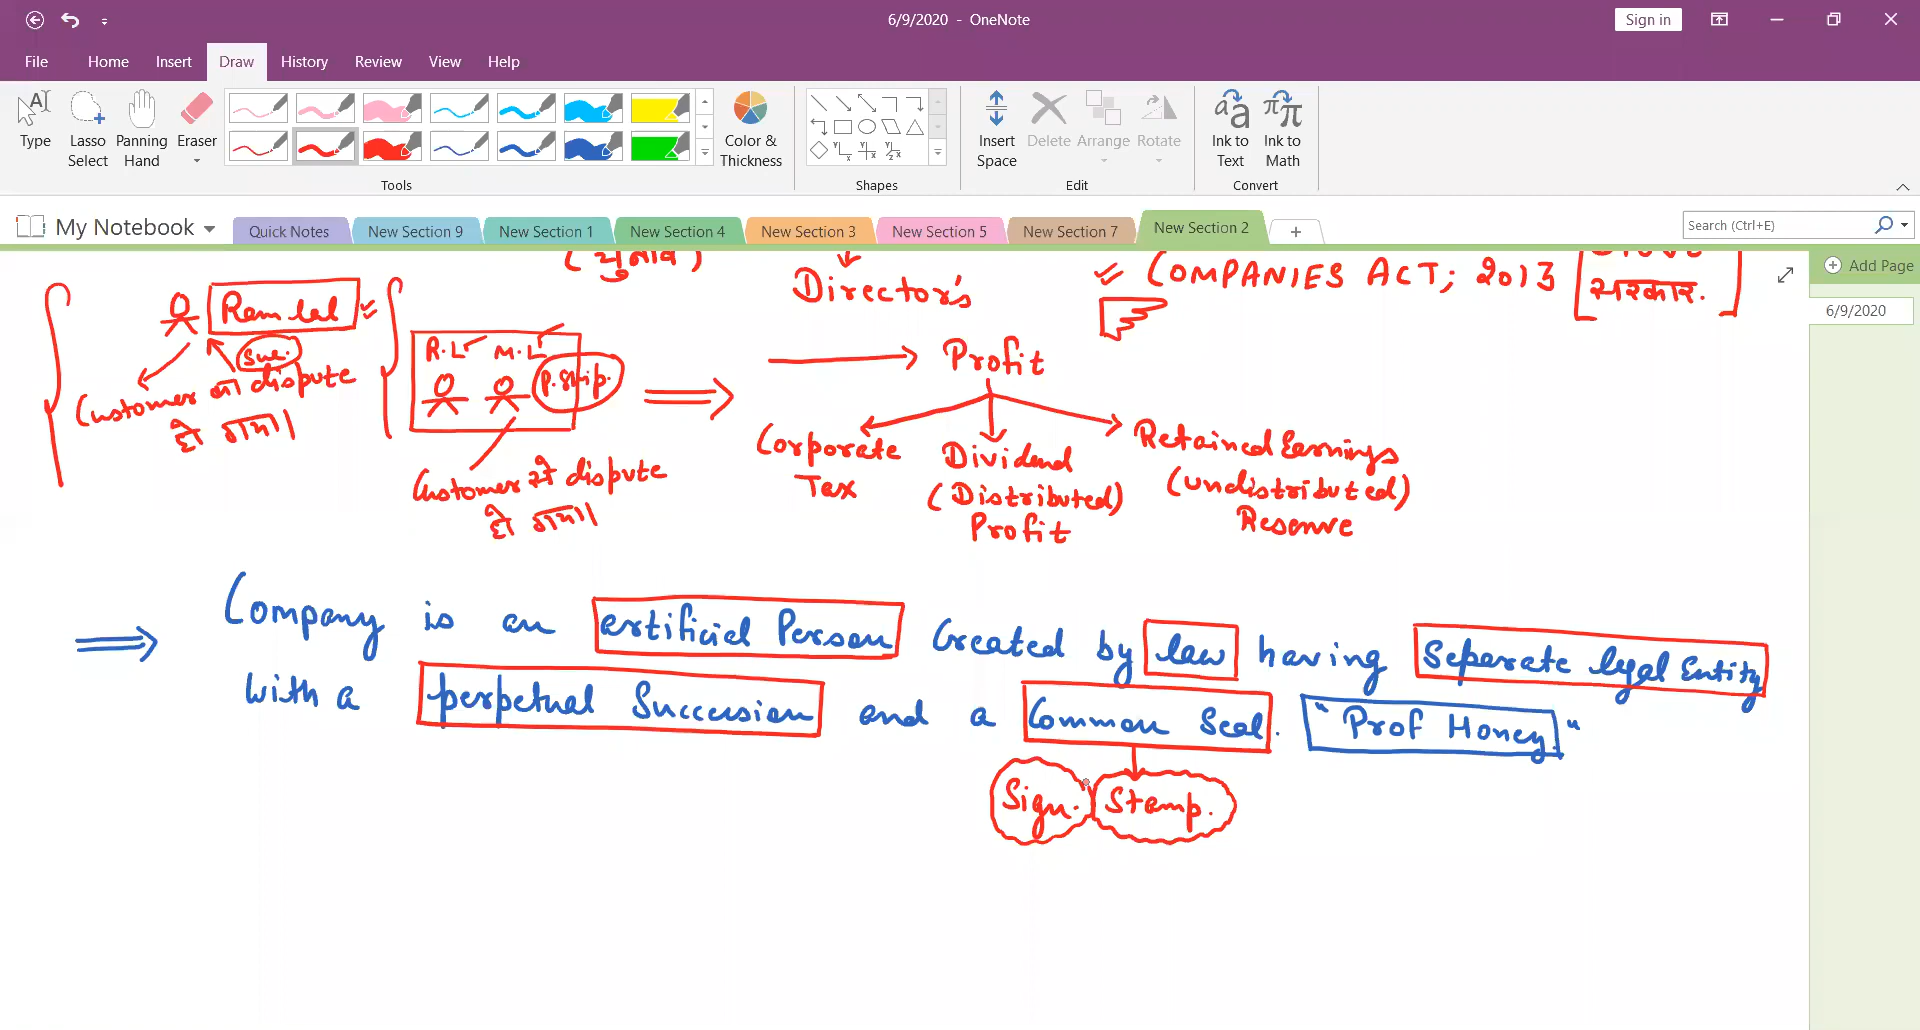 6/9/2020 - OneNote
Sign in
File Home Insert Draw History Review View Help
Type
Lasso Select
Panning Hand
Eraser
Color & Thickness
Insert Space
Delete
Arrange
Rotate
Ink to Text
Ink to Math
Tools
Shapes
Edit
Convert
My Notebook
Quick Notes
New Section 9
New Section 1
New Section 4
New Section 3
New Section 5
New Section 7
New Section 2
Search (Ctrl+E)
Add Page
6/9/2020
(चुनाव)
Director's
COMPANIES ACT; 2013
सरकार.
Ram Lal
Sue.
Customer का dispute
हो गया।
R.L M.L
P.Ship.
Customer से dispute
हो गया।
Profit
Corporate
Tax
Dividend
(Distributed)
Profit
Retained Earnings
(undistributed)
Reserve
Company is an artificial Person Created by law having Separate legal Entity
with a perpetual Succession and a Common Seal. "Prof Honey."
Sign. Stamp.